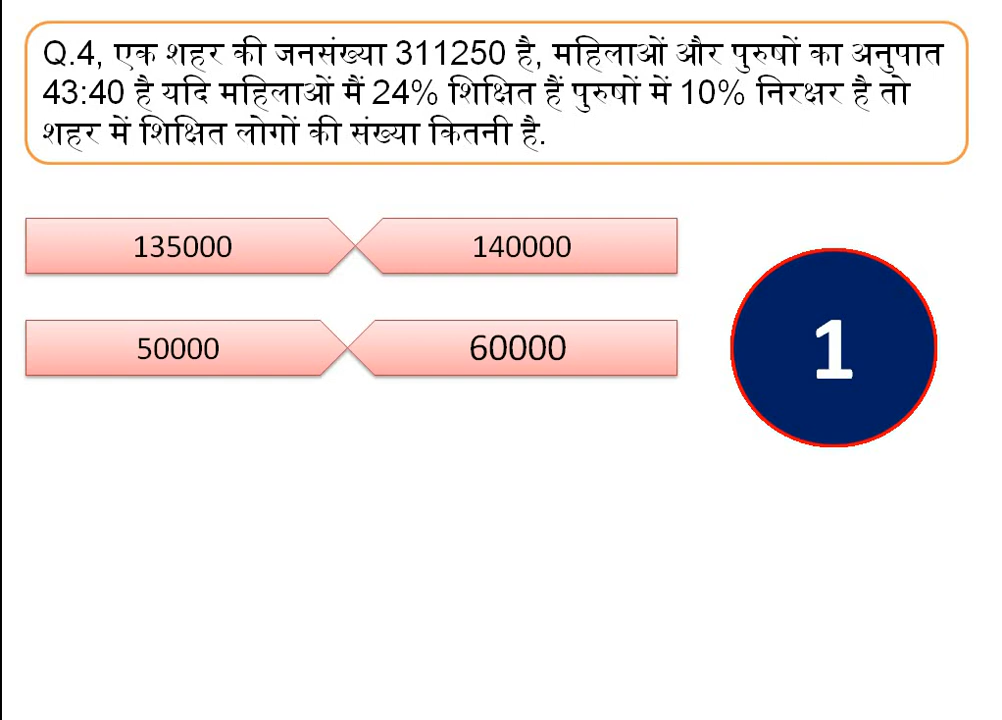 Q.4, एक शहर की जनसंख्या 311250 है, महिलाओं और पुरुषों का अनुपात
43:40 है यदि महिलाओं मैं 24% शिक्षित हैं पुरुषों में 10% निरक्षर है तो
शहर में शिक्षित लोगों की संख्या कितनी है.
135000
140000
50000
60000
1